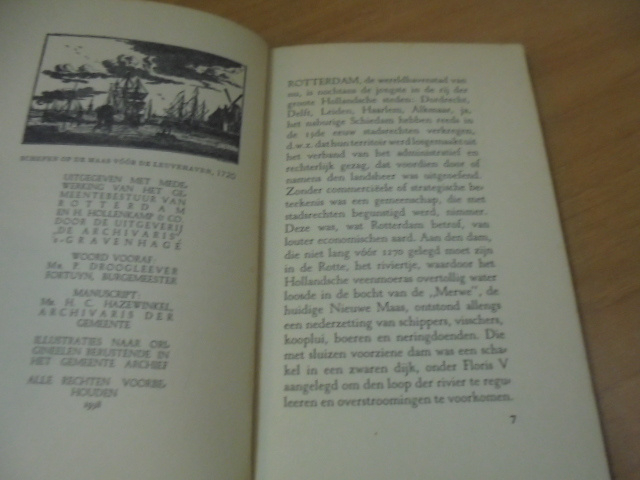 SCHEPEN OP DE MAAS VÓÓR DE LEUVEHAVEN, 1720
UITGEGEVEN MET MEDE-
WERKING VAN HET GE-
MEENTEBESTUUR VAN
ROTTERDAM
EN H. HOLLENKAMP & CO.
DOOR DE UITGEVERIJ
„DE ARCHIVARIS”,
'S-GRAVENHAGE
WOORD VOORAF:
Mr. P. DROOGLEEVER
FORTUYN, BURGEMEESTER
MANUSCRIPT:
Mr. H. C. HAZEWINKEL,
ARCHIVARIS DER
GEMEENTE
ILLUSTRATIES NAAR ORI-
GINEELEN BERUSTENDE IN
HET GEMEENTE ARCHIEF
ALLE RECHTEN VOORBE-
HOUDEN
1938
ROTTERDAM, de wereldhavenstad van
nu, is nochtans de jongste in de rij der
groote Hollandsche steden: Dordrecht,
Delft, Leiden, Haarlem, Alkmaar, ja,
het naburige Schiedam hebben reeds in
de 13de eeuw stadsrechten verkregen,
d.w.z. dat hun territoir werd losgemaakt uit
het verband van het administratief en
rechterlijk gezag, dat voordien door of
namens den landsheer was uitgeoefend.
Zonder commerciëele of strategische be-
teekenis was een gemeenschap, die met
stadsrechten begunstigd werd, nimmer.
Deze was, wat Rotterdam betrof, van
louter economischen aard. Aan den dam,
die niet lang vóór 1270 gelegd moet zijn
in de Rotte, het riviertje, waardoor het
Hollandsche veenmoeras overtollig water
loosde in de bocht van de „Merwe”, de
huidige Nieuwe Maas, ontstond allengs
een nederzetting van schippers, visschers,
kooplui, boeren en neringdoenden. Die
met sluizen voorziene dam was een scha-
kel in een zwaren dijk, onder Floris V
aangelegd om den loop der rivier te regu-
leeren en overstroomingen te voorkomen.
7